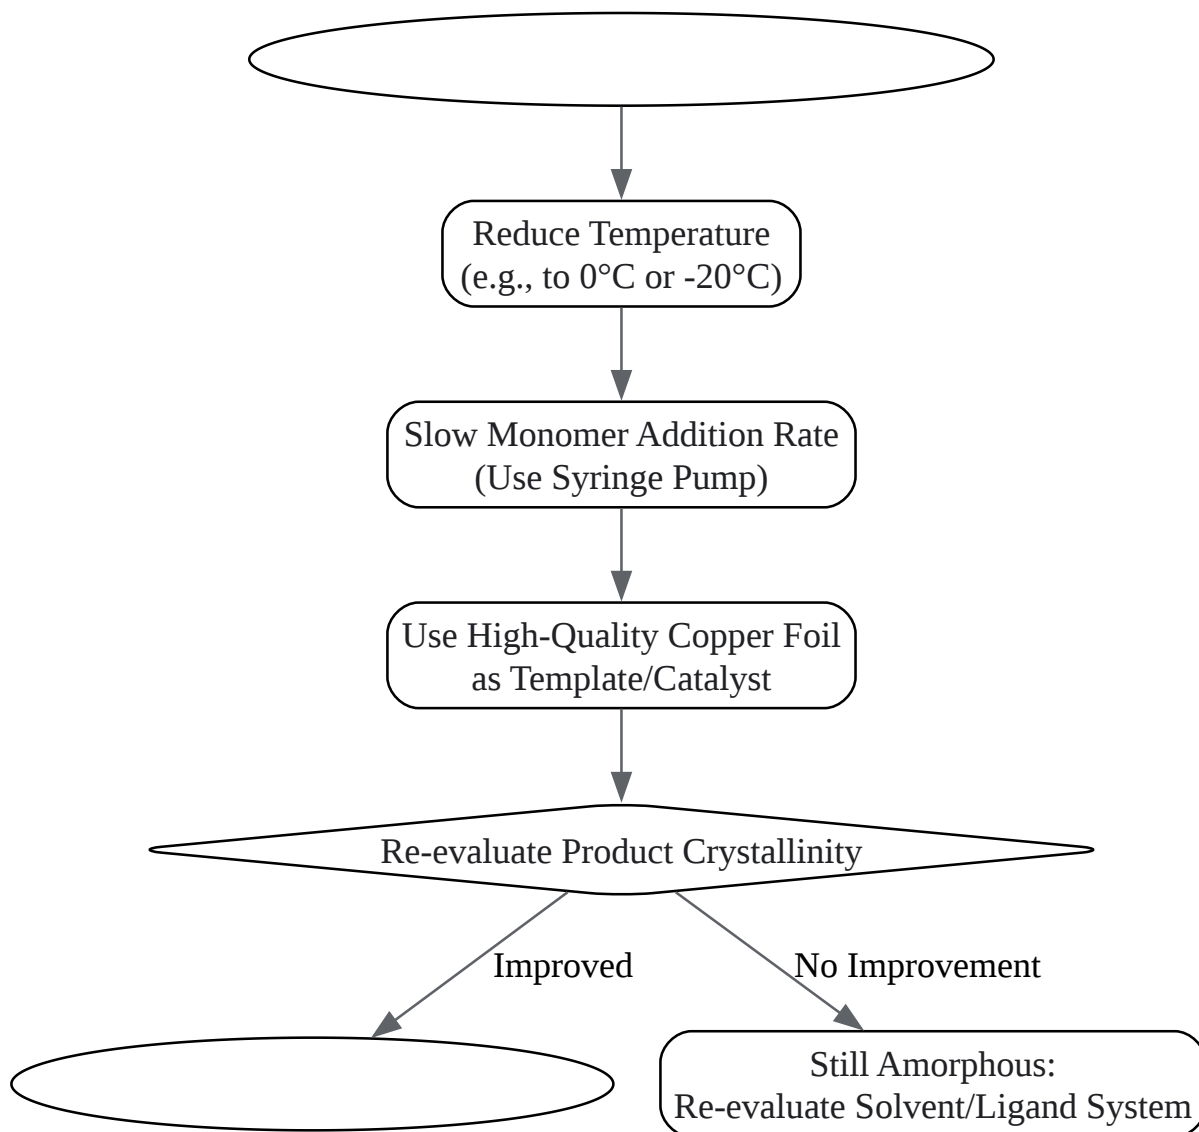 Reduce Temperature
(e.g., to 0°C or -20°C)
Slow Monomer Addition Rate
(Use Syringe Pump)
Use High-Quality Copper Foil
as Template/Catalyst
Re-evaluate Product Crystallinity
Improved
No Improvement
Still Amorphous:
Re-evaluate Solvent/Ligand System